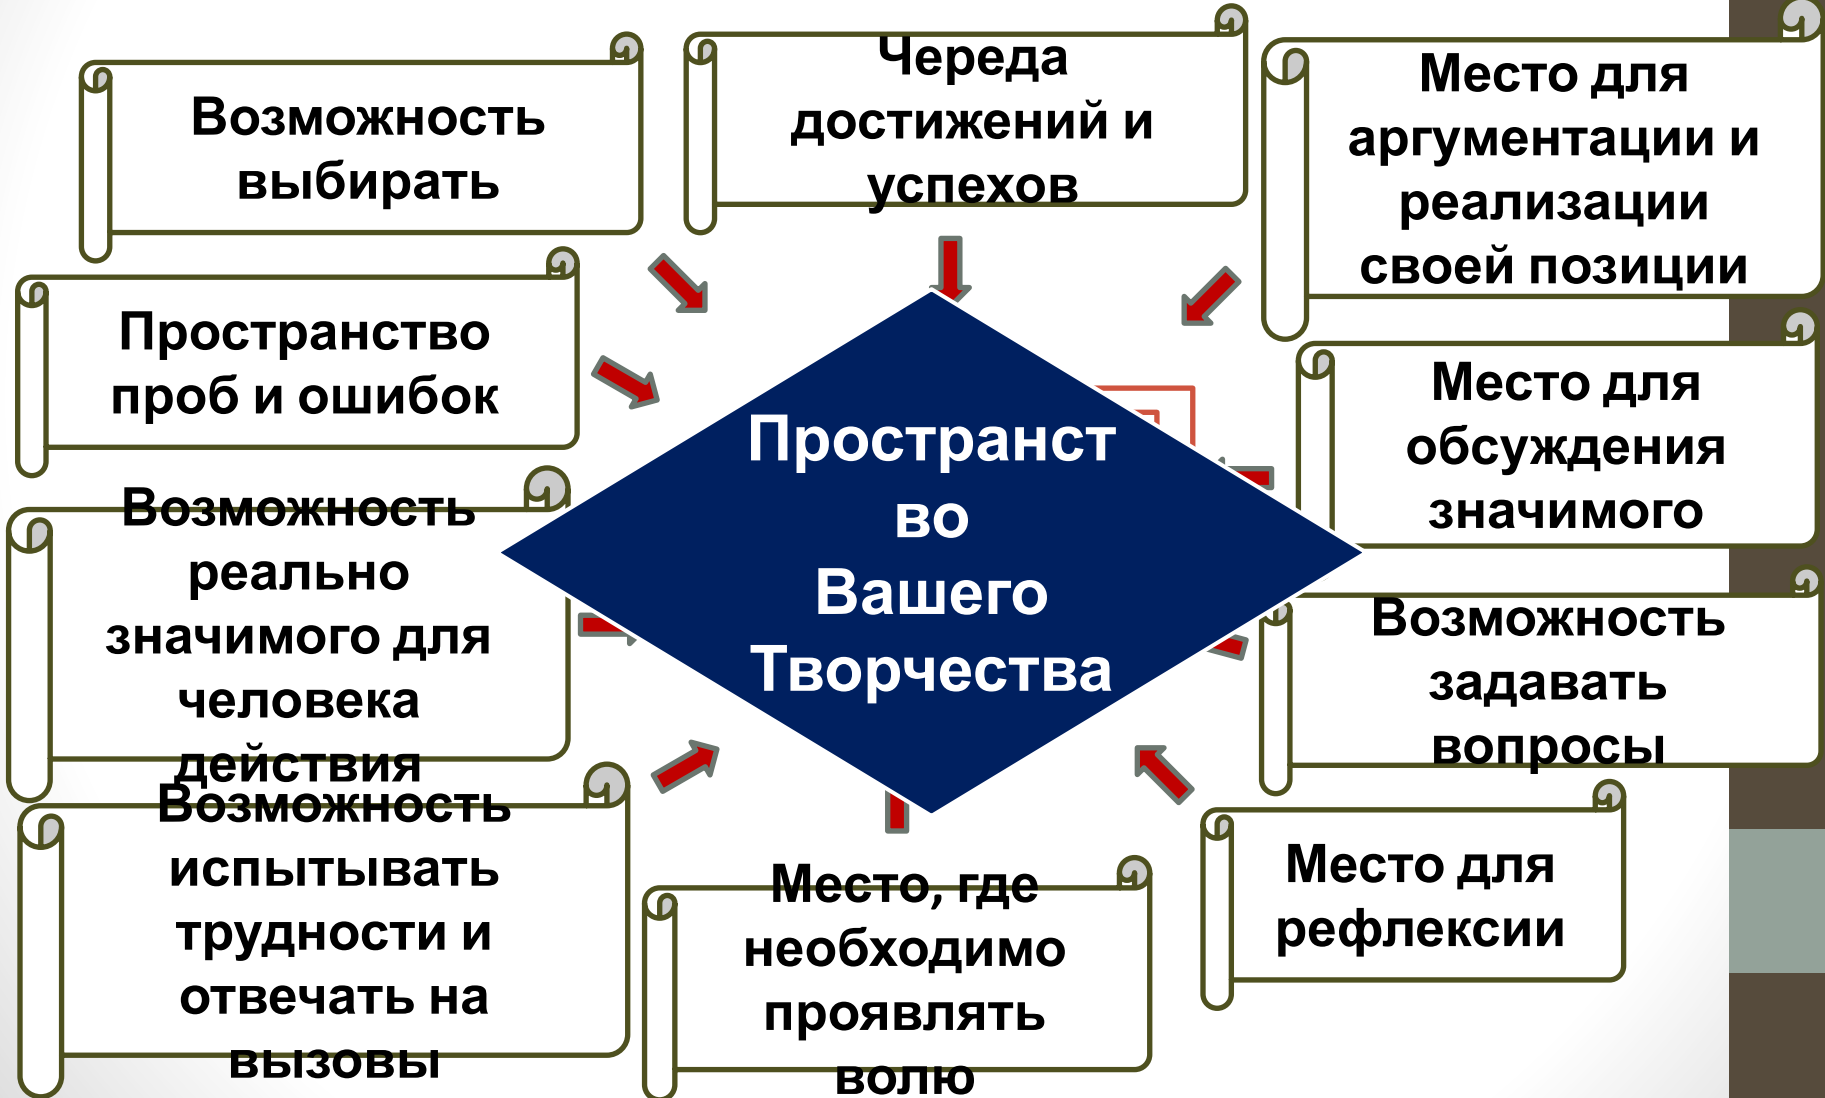 Возможность
выбирать
Череда
достижений и
успехов
Место для
аргументации и
реализации
своей позиции
Пространство
проб и ошибок
Место для
обсуждения
значимого
Пространст
во
Вашего
Творчества
Возможность
реально
значимого для
человека
действия
Возможность
задавать
вопросы
Возможность
испытывать
трудности и
отвечать на
вызовы
Место, где
необходимо
проявлять
волю
Место для
рефлексии